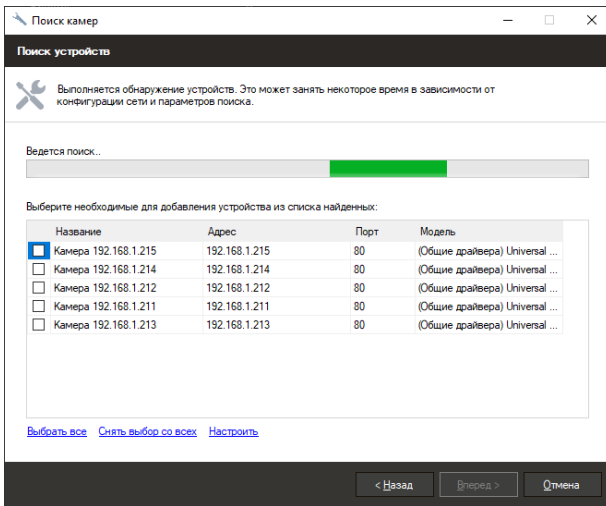 Поиск камер
Поиск устройств
Выполняется обнаружение устройств. Это может занять некоторое время в зависимости от
конфигурации сети и параметров поиска.
Ведется поиск..
Выберите необходимые для добавления устройства из списка найденных:
Название Адрес Порт Модель
Камера 192.168.1.215 192.168.1.215 80 (Общие драйвера) Universal ...
Камера 192.168.1.214 192.168.1.214 80 (Общие драйвера) Universal ...
Камера 192.168.1.212 192.168.1.212 80 (Общие драйвера) Universal ...
Камера 192.168.1.211 192.168.1.211 80 (Общие драйвера) Universal ...
Камера 192.168.1.213 192.168.1.213 80 (Общие драйвера) Universal ...
Выбрать все Снять выбор со всех Настроить
< Назад Вперед > Отмена